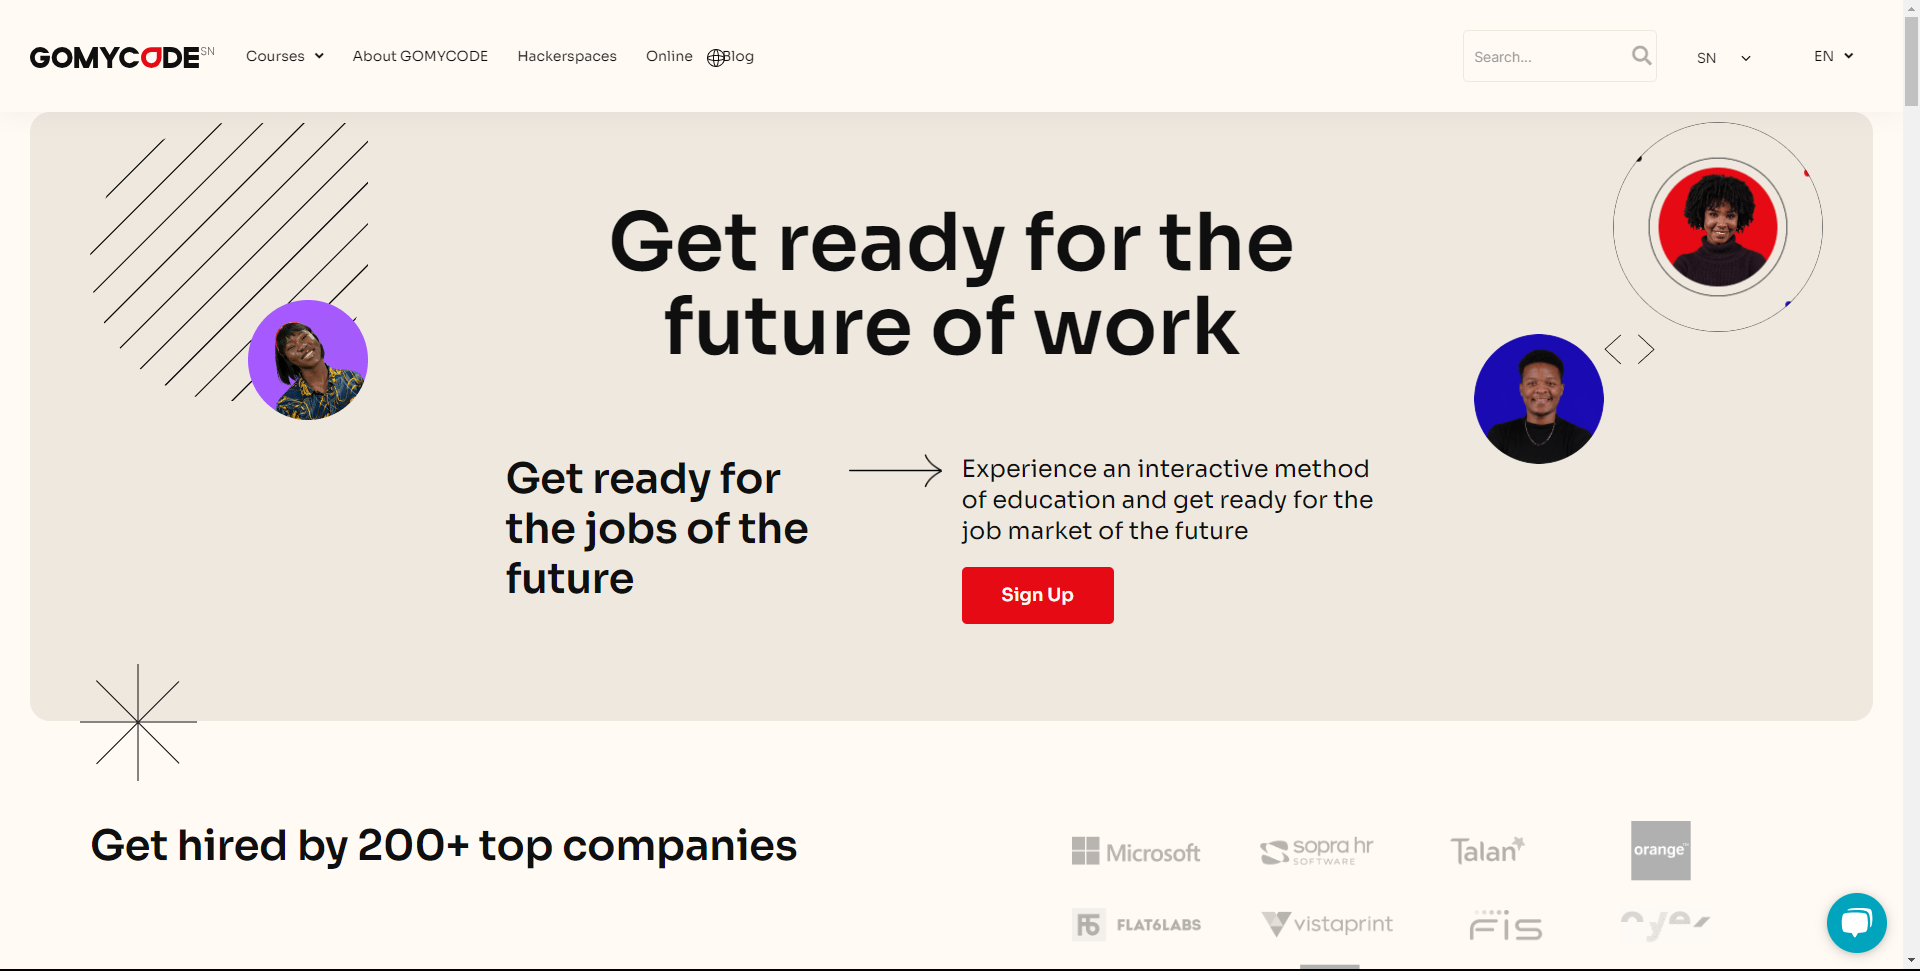 GOMYCODE SN
Courses
About GOMYCODE
Hackerspaces
Online
Blog
Search...
SN
EN
Get ready for the
future of work
Get ready for
the jobs of the
future
Experience an interactive method
of education and get ready for the
job market of the future
Sign Up
Get hired by 200+ top companies
Microsoft
sopra hr
SOFTWARE
Talan
orange
FLAT6LABS
vistaprint
FIS